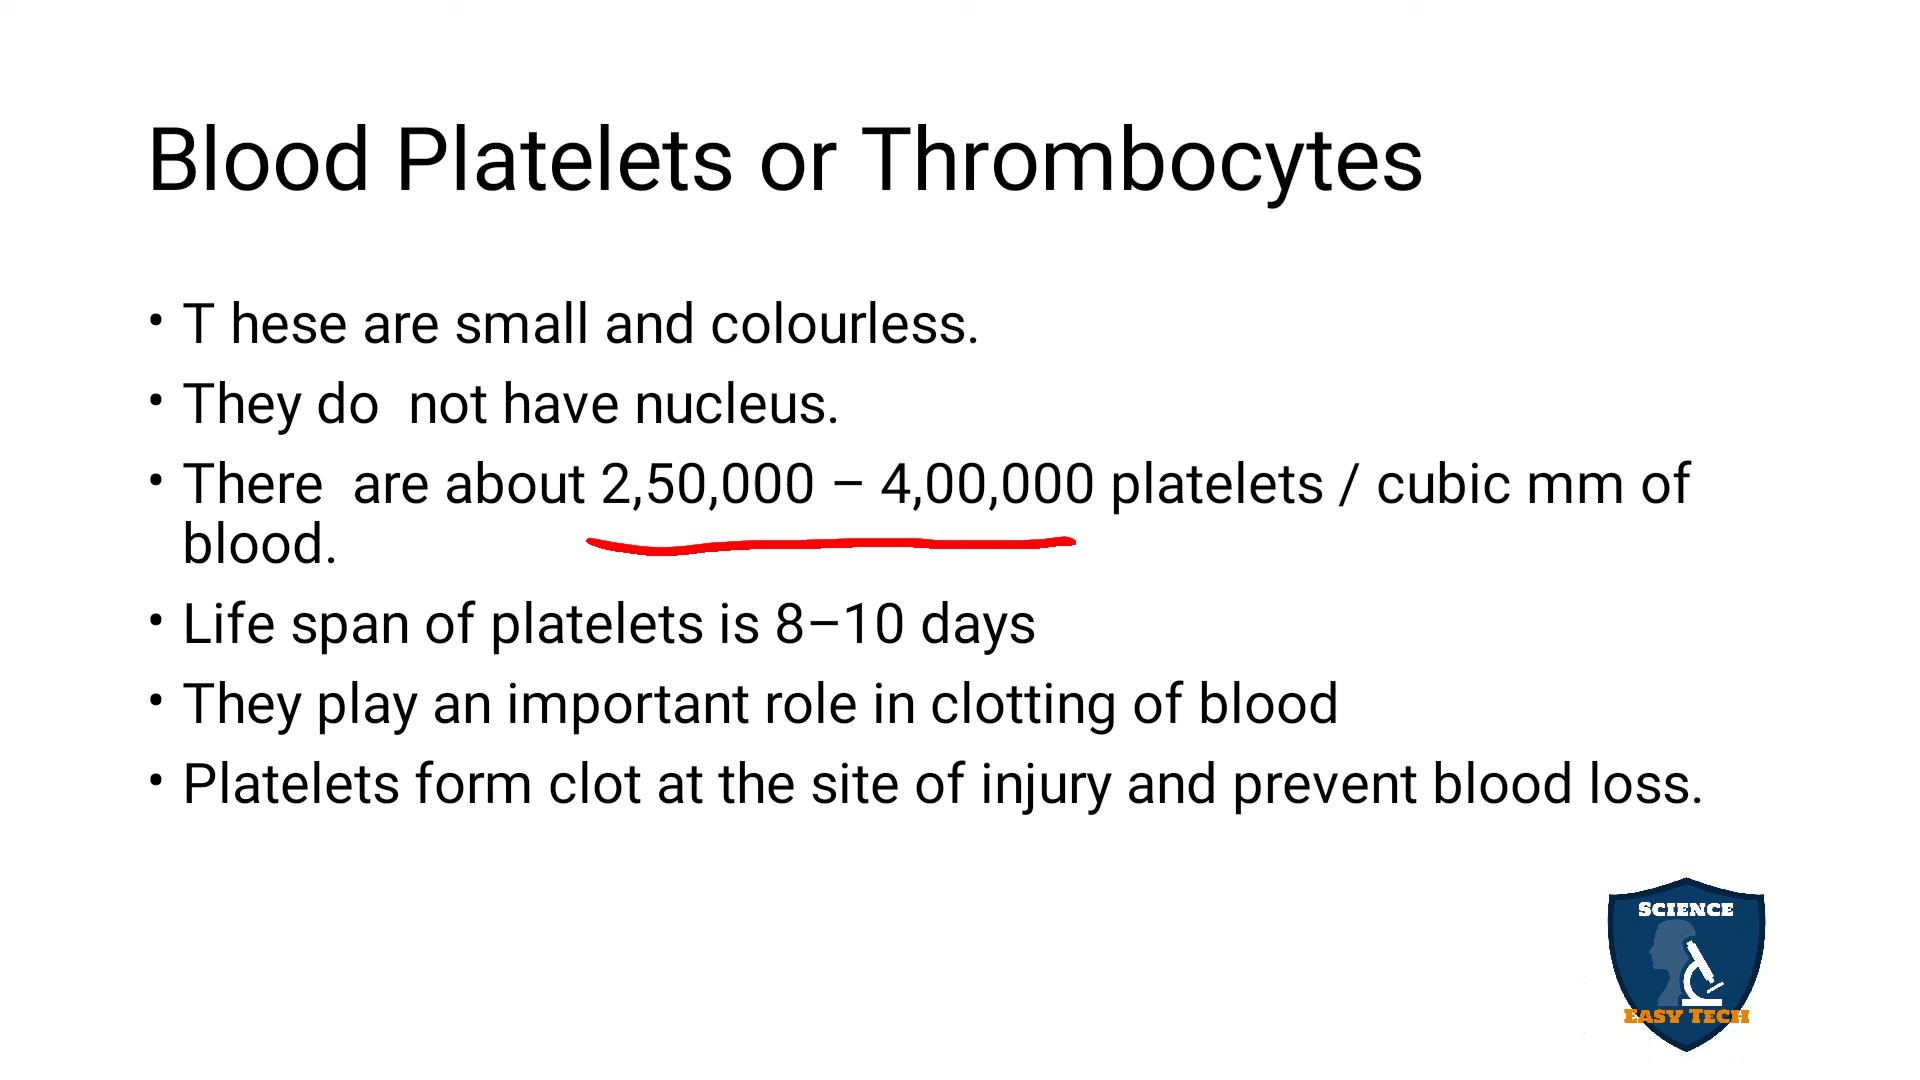 Blood Platelets or Thrombocytes
• T hese are small and colourless.
• They do  not have nucleus.
• There  are about 2,50,000 – 4,00,000 platelets / cubic mm of
blood.
• Life span of platelets is 8–10 days
• They play an important role in clotting of blood
• Platelets form clot at the site of injury and prevent blood loss.
SCIENCE
EASY TECH